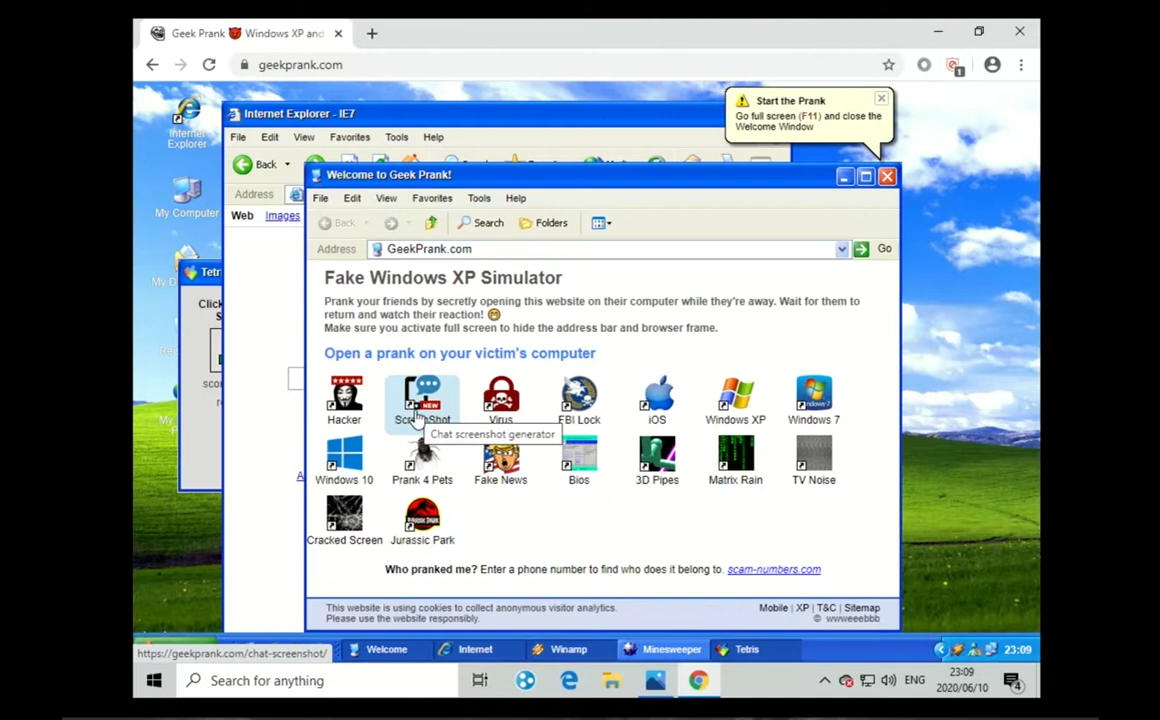 Geek Prank 👿 Windows XP and
geekprank.com
1
Start the Prank
Go full screen (F11) and close the
Welcome Window
Internet
Explorer
Internet Explorer - IE7
File Edit View Favorites Tools Help
Back
Address
My Computer
Web Images
My D
Tetris
Clic
S
sco
r
Welcome to Geek Prank!
File Edit View Favorites Tools Help
Back Search Folders
Address GeekPrank.com Go
Fake Windows XP Simulator
Prank your friends by secretly opening this website on their computer while they're away. Wait for them to
return and watch their reaction! 😁
Make sure you activate full screen to hide the address bar and browser frame.
Open a prank on your victim's computer
NEW
Hacker ScreenShot Virus FBI Lock iOS Windows XP Windows 7
Chat screenshot generator
Windows 10 Prank 4 Pets Fake News Bios 3D Pipes Matrix Rain TV Noise
Cracked Screen Jurassic Park
Who pranked me? Enter a phone number to find who does it belong to. scam-numbers.com
This website is using cookies to collect anonymous visitor analytics.
Please use the website responsibly.
Mobile | XP | T&C | Sitemap
© wwweeebbb
https://geekprank.com/chat-screenshot/
Welcome Internet Winamp Minesweeper Tetris 23:09
Search for anything
ENG
23:09
2020/06/10
4